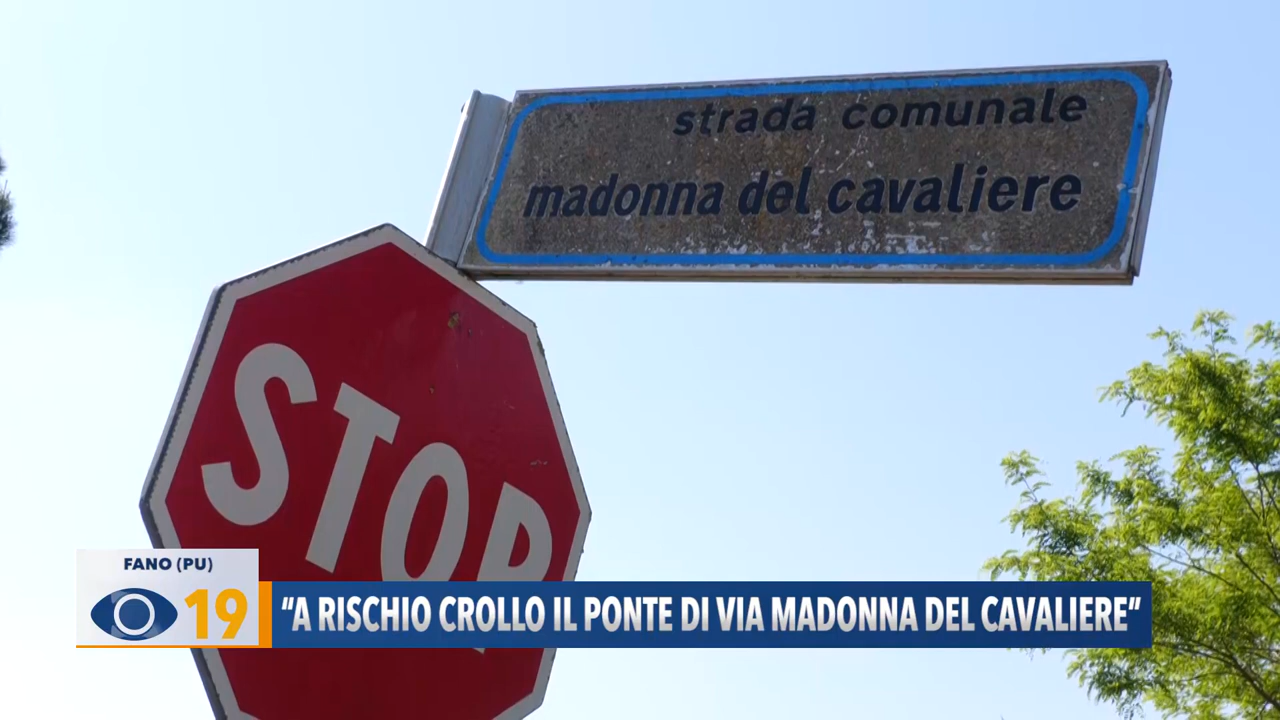 strada comunale
madonna del cavaliere
STOP
FANO (PU)
19
“A RISCHIO CROLLO IL PONTE DI VIA MADONNA DEL CAVALIERE”